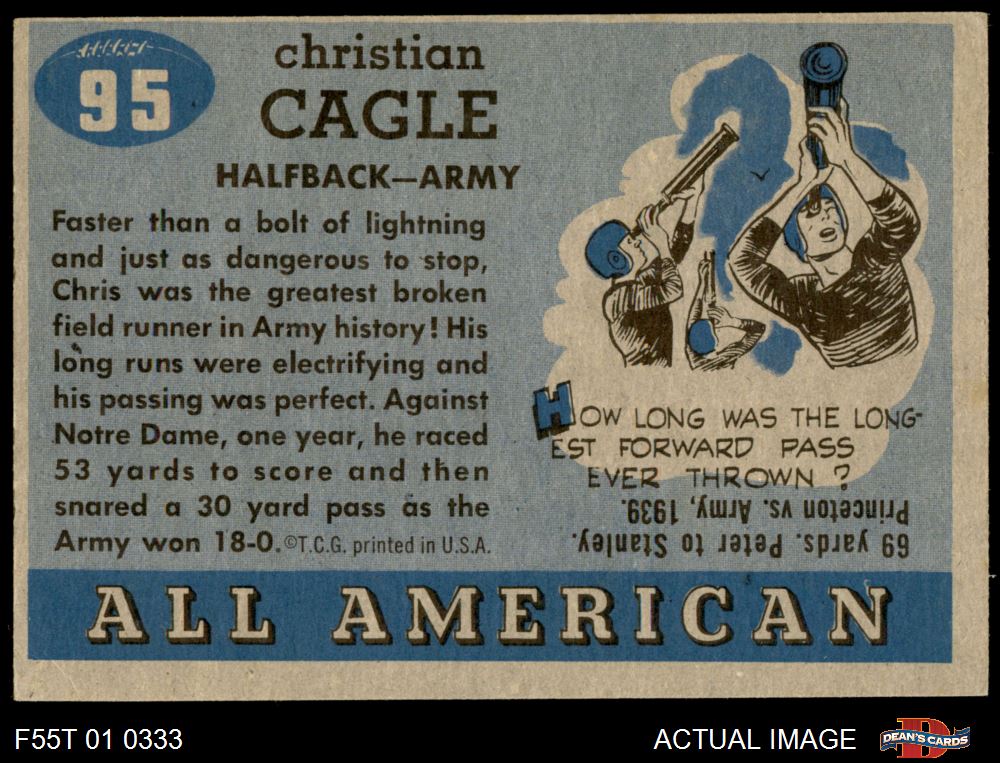 95
christian
CAGLE
HALFBACK—ARMY
Faster than a bolt of lightning
and just as dangerous to stop,
Chris was the greatest broken
field runner in Army history! His
long runs were electrifying and
his passing was perfect. Against
Notre Dame, one year, he raced
53 yards to score and then
snared a 30 yard pass as the
Army won 18-0. ©T.C.G. printed in U.S.A.
HOW LONG WAS THE LONG-
EST FORWARD PASS
EVER THROWN?
69 yards. Peter to Stanley.
Princeton vs. Army, 1939.
ALL AMERICAN
F55T 01 0333
ACTUAL IMAGE
D
DEAN'S CARDS